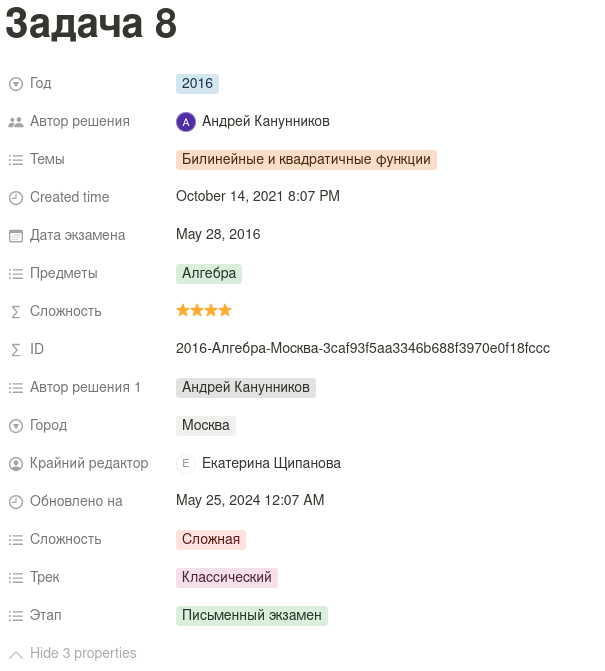 Задача 8
Год 2016
Автор решения A Андрей Канунников
Темы Билинейные и квадратичные функции
Created time October 14, 2021 8:07 PM
Дата экзамена May 28, 2016
Предметы Алгебра
Сложность ⭐⭐⭐⭐
ID 2016-Алгебра-Москва-3caf93f5aa3346b688f3970e0f18fccc
Автор решения 1 Андрей Канунников
Город Москва
Крайний редактор E Екатерина Щипанова
Обновлено на May 25, 2024 12:07 AM
Сложность Сложная
Трек Классический
Этап Письменный экзамен
Hide 3 properties